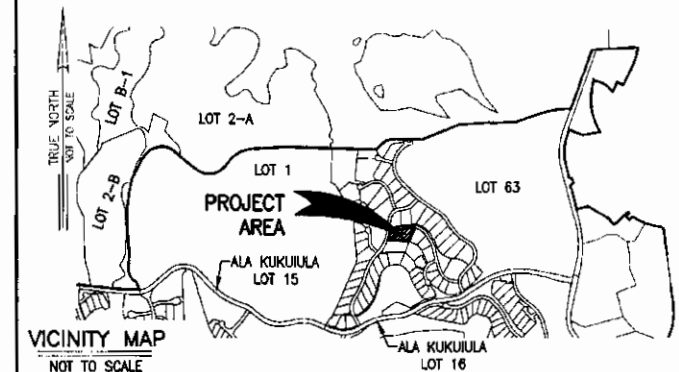 TRUE NORTH
NOT TO SCALE
LOT B-1
LOT 2-A
LOT 2-B
LOT 1
LOT 63
PROJECT
AREA
ALA KUKUIULA
LOT 15
ALA KUKUIULA
LOT 16
VICINITY MAP
NOT TO SCALE